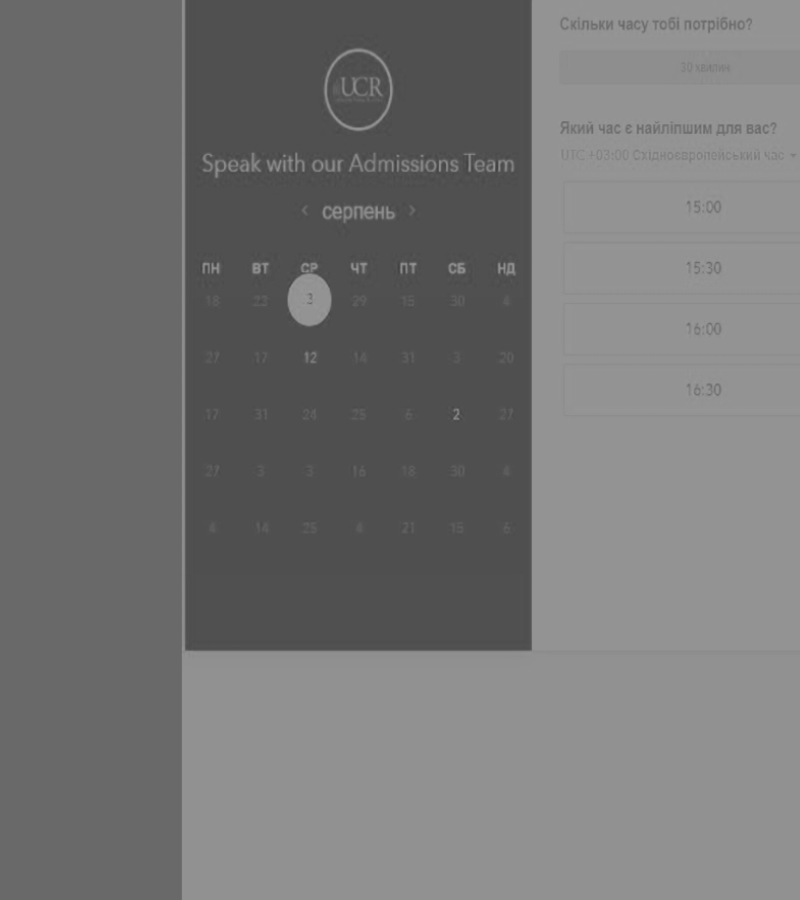 UCR
Speak with our Admissions Team
< серпень >
ПН ВТ СР ЧТ ПТ СБ НД
18 23 3 29 15 30 4
27 17 12 14 31 3 20
17 31 24 25 6 2 27
27 3 3 16 18 30 4
4 14 25 4 21 15 6
Скільки часу тобі потрібно?
30 хвилин
Який час є найліпшим для вас?
UTC +03:00 Східноєвропейський час
15:00
15:30
16:00
16:30